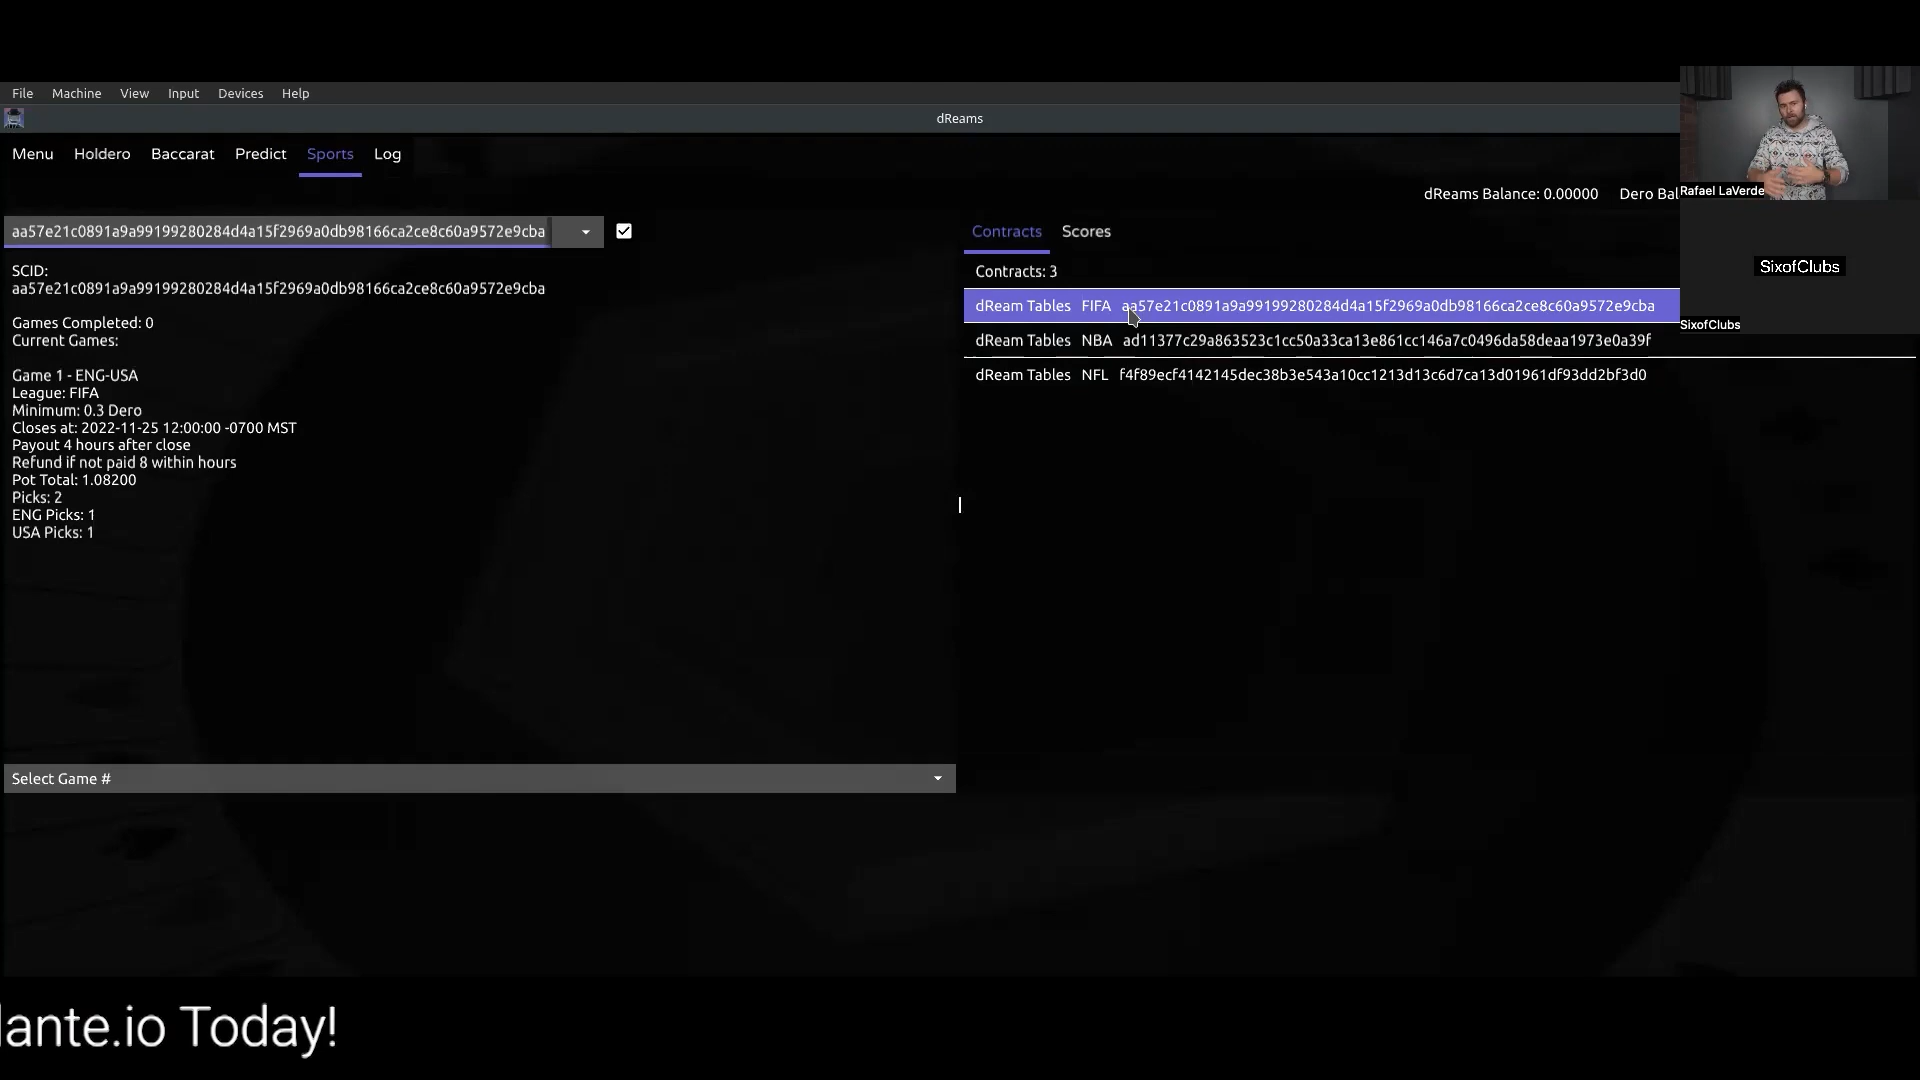 File Machine View Input Devices Help
dReams
Menu Holdero Baccarat Predict Sports Log
dReams Balance: 0.00000 Dero Bal
Rafael LaVerde
aa57e21c0891a9a99199280284d4a15f2969a0db98166ca2ce8c60a9572e9cba
SCID:
aa57e21c0891a9a99199280284d4a15f2969a0db98166ca2ce8c60a9572e9cba
Games Completed: 0
Current Games:
Game 1 - ENG-USA
League: FIFA
Minimum: 0.3 Dero
Closes at: 2022-11-25 12:00:00 -0700 MST
Payout 4 hours after close
Refund if not paid 8 within hours
Pot Total: 1.08200
Picks: 2
ENG Picks: 1
USA Picks: 1
Select Game #
Contracts Scores
Contracts: 3
dReam Tables FIFA aa57e21c0891a9a99199280284d4a15f2969a0db98166ca2ce8c60a9572e9cba
dReam Tables NBA ad11377c29a863523c1cc50a33ca13e861cc146a7c0496da58deaa1973e0a39f
dReam Tables NFL f4f89ecf4142145dec38b3e543a10cc1213d13c6d7ca13d01961df93dd2bf3d0
SixofClubs
SixofClubs
lante.io Today!